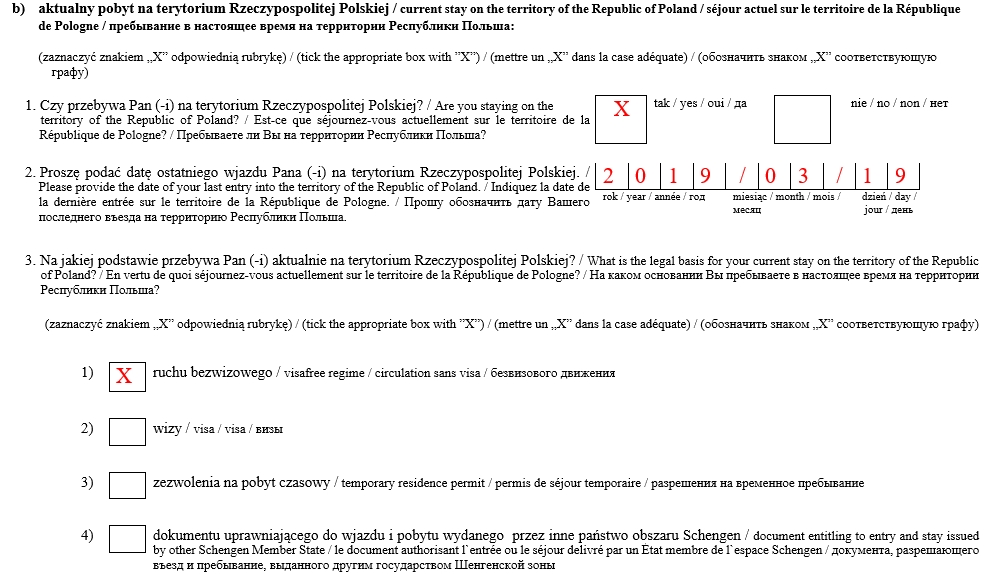 b) aktualny pobyt na terytorium Rzeczypospolitej Polskiej / current stay on the territory of the Republic of Poland / séjour actuel sur le territoire de la République
de Pologne / пребывание в настоящее время на территории Республики Польша:
(zaznaczyć znakiem „X” odpowiednią rubrykę) / (tick the appropriate box with ”X”) / (mettre un „X” dans la case adéquate) / (обозначить знаком „X” соответствующую
графу)
1. Czy przebywa Pan (-i) na terytorium Rzeczypospolitej Polskiej? / Are you staying on the
territory of the Republic of Poland? / Est-ce que séjournez-vous actuellement sur le territoire de la
République de Pologne? / Пребываете ли Вы на территории Республики Польша?
X tak / yes / oui / да nie / no / non / нет
2. Proszę podać datę ostatniego wjazdu Pana (-i) na terytorium Rzeczypospolitej Polskiej. /
Please provide the date of your last entry into the territory of the Republic of Poland. / Indiquez la date de
la dernière entrée sur le territoire de la République de Pologne. / Прошу обозначить дату Вашего
последнего въезда на территорию Республики Польша.
2 0 1 9 / 0 3 / 1 9
rok / year / année / год miesiąc / month / mois / dzień / day /
месяц jour / день
3. Na jakiej podstawie przebywa Pan (-i) aktualnie na terytorium Rzeczypospolitej Polskiej? / What is the legal basis for your current stay on the territory of the Republic
of Poland? / En vertu de quoi séjournez-vous actuellement sur le territoire de la République de Pologne? / На каком основании Вы пребываете в настоящее время на территории
Республики Польша?
(zaznaczyć znakiem „X” odpowiednią rubrykę) / (tick the appropriate box with ”X”) / (mettre un „X” dans la case adéquate) / (обозначить знаком „X” соответствующую графу)
1) X ruchu bezwizowego / visafree regime / circulation sans visa / безвизового движения
2) wizy / visa / visa / визы
3) zezwolenia na pobyt czasowy / temporary residence permit / permis de séjour temporaire / разрешения на временное пребывание
4) dokumentu uprawniającego do wjazdu i pobytu wydanego przez inne państwo obszaru Schengen / document entitling to entry and stay issued
by other Schengen Member State / le document authorisant l`entrée ou le séjour delivré par un Etat membre de l`espace Schengen / документа, разрешающего
въезд и пребывание, выданного другим государством Шенгенской зоны